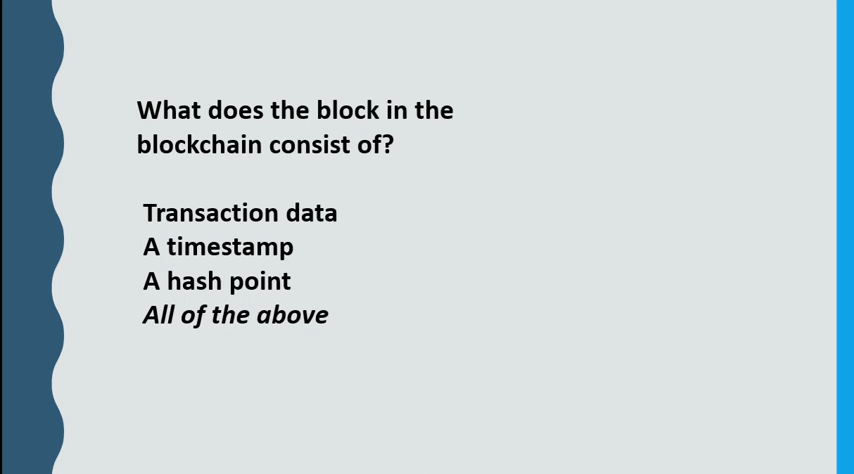 What does the block in the
blockchain consist of?
Transaction data
A timestamp
A hash point
All of the above